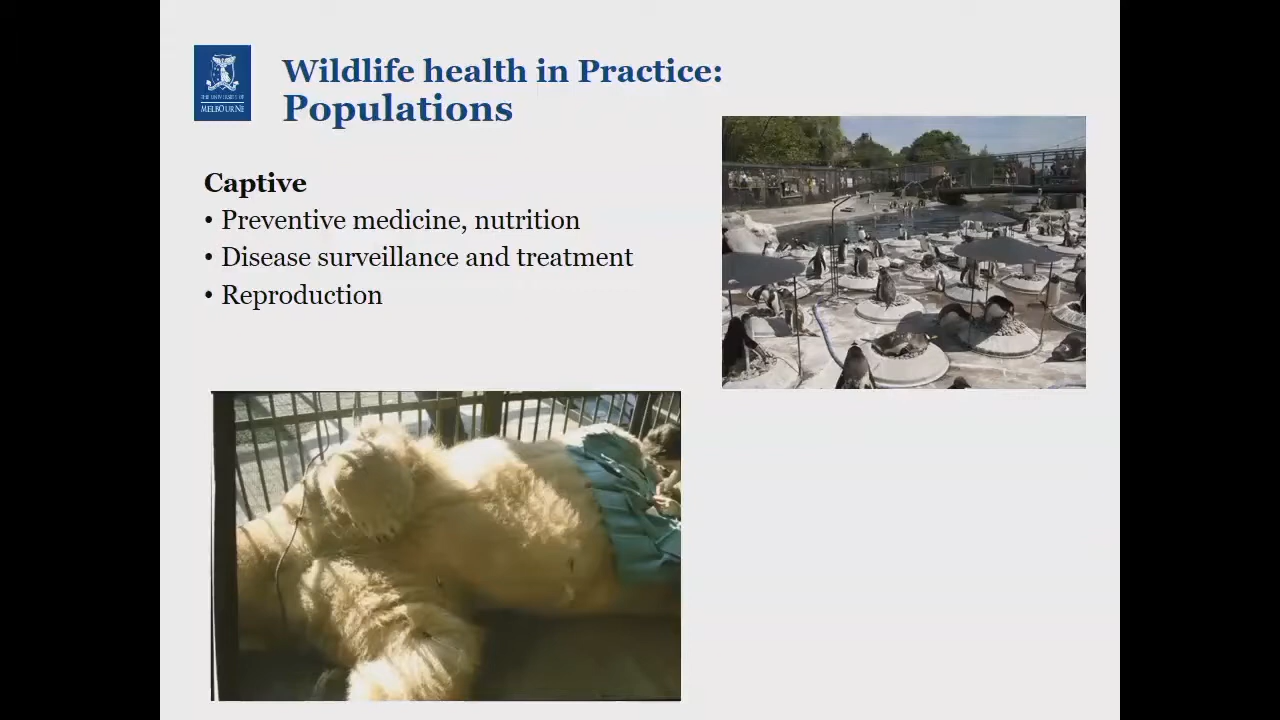 THE UNIVERSITY OF
MELBOURNE
Wildlife health in Practice:
Populations
Captive
• Preventive medicine, nutrition
• Disease surveillance and treatment
• Reproduction